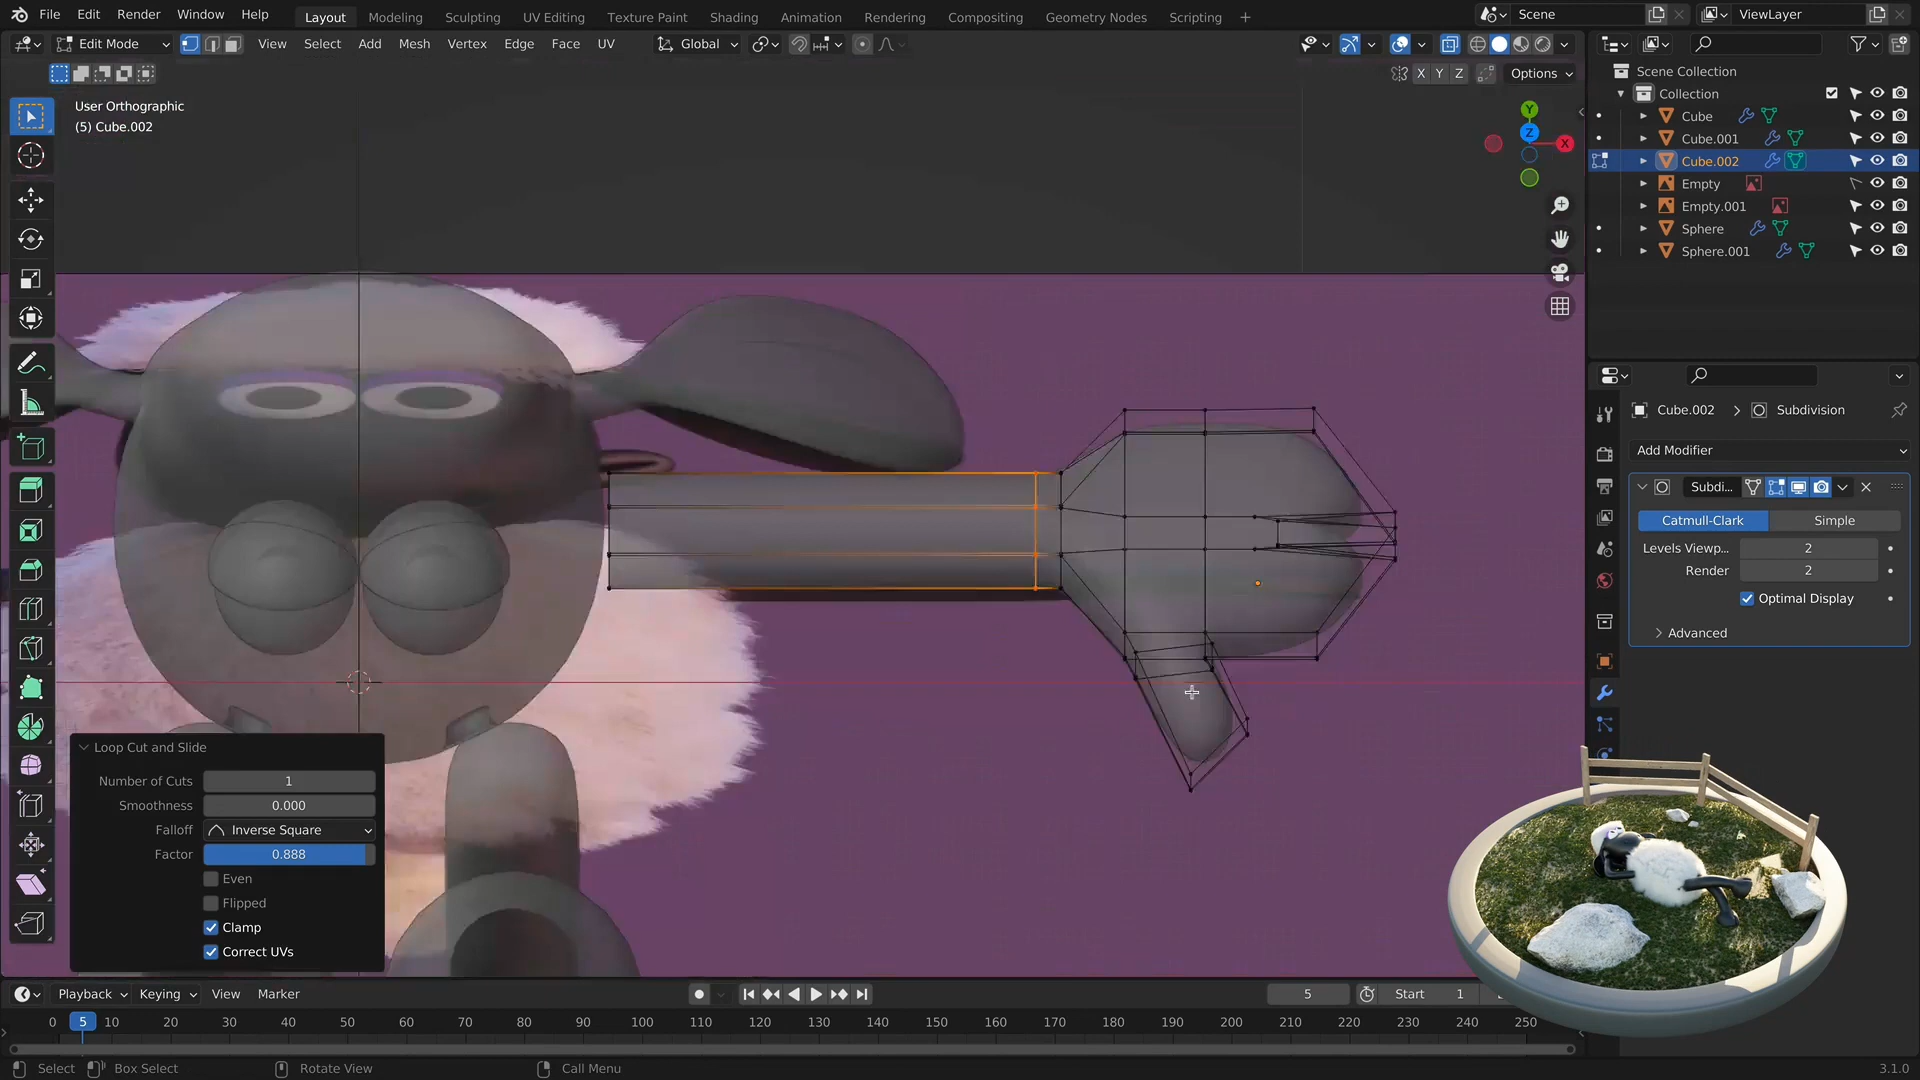 File Edit Render Window Help Layout Modeling Sculpting UV Editing Texture Paint Shading Animation Rendering Compositing Geometry Nodes Scripting + Scene ViewLayer
Edit Mode View Select Add Mesh Vertex Edge Face UV Global
X Y Z Options
User Orthographic
(5) Cube.002
Y
Z
X
Scene Collection
Collection
Cube
Cube.001
Cube.002
Empty
Empty.001
Sphere
Sphere.001
Cube.002 > Subdivision
Add Modifier
Subdi...
Catmull-Clark Simple
Levels Viewp... 2
Render 2
Optimal Display
Advanced
Loop Cut and Slide
Number of Cuts 1
Smoothness 0.000
Falloff Inverse Square
Factor 0.888
Even
Flipped
Clamp
Correct UVs
Playback Keying View Marker 5 Start 1
0 5 10 20 30 40 50 60 70 80 90 100 110 120 130 140 150 160 170 180 190 200 210 220 230 240 250
Select Box Select Rotate View Call Menu 3.1.0